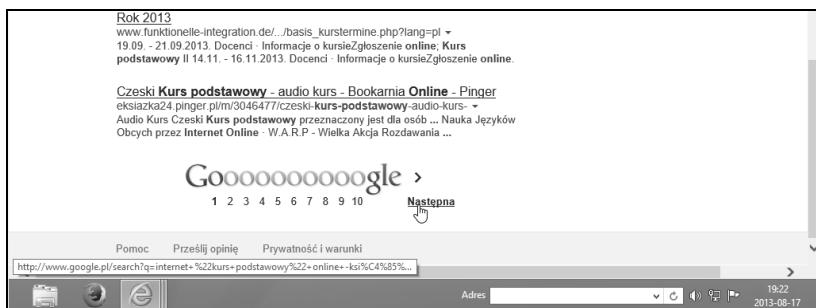 Rok 2013
www.funktionelle-integration.de/.../basis_kurstermine.php?lang=pl
19.09. - 21.09.2013. Docenci · Informacje o kursieZgłoszenie online; Kurs
podstawowy II 14.11. - 16.11.2013. Docenci · Informacje o kursieZgłoszenie online.
Czeski Kurs podstawowy - audio kurs - Bookarnia Online - Pinger
eksiazka24.pinger.pl/m/3046477/czeski-kurs-podstawowy-audio-kurs-
Audio Kurs Czeski Kurs podstawowy przeznaczony jest dla osób ... Nauka Języków
Obcych przez Internet Online · W.A.R.P - Wielka Akcja Rozdawania ...
Goooooooooogle >
1 2 3 4 5 6 7 8 9 10 Następna
Pomoc Prześlij opinię Prywatność i warunki
http://www.google.pl/search?q=internet+%22kurs+podstawowy%22+online+-ksi%C4%85%...
Adres 19:22
2013-08-17